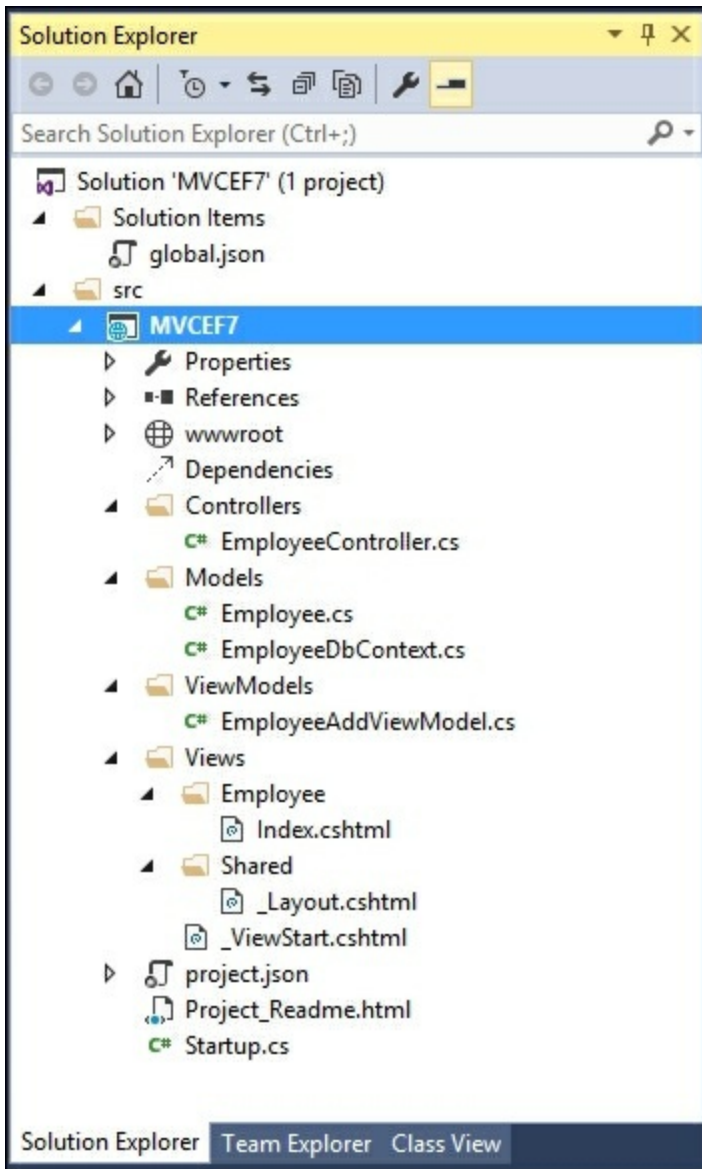 Solution Explorer
Search Solution Explorer (Ctrl+;)
Solution 'MVCEF7' (1 project)
Solution Items
global.json
src
MVCEF7
Properties
References
wwwroot
Dependencies
Controllers
C# EmployeeController.cs
Models
C# Employee.cs
C# EmployeeDbContext.cs
ViewModels
C# EmployeeAddViewModel.cs
Views
Employee
Index.cshtml
Shared
_Layout.cshtml
_ViewStart.cshtml
project.json
Project_Readme.html
C# Startup.cs
Solution Explorer Team Explorer Class View